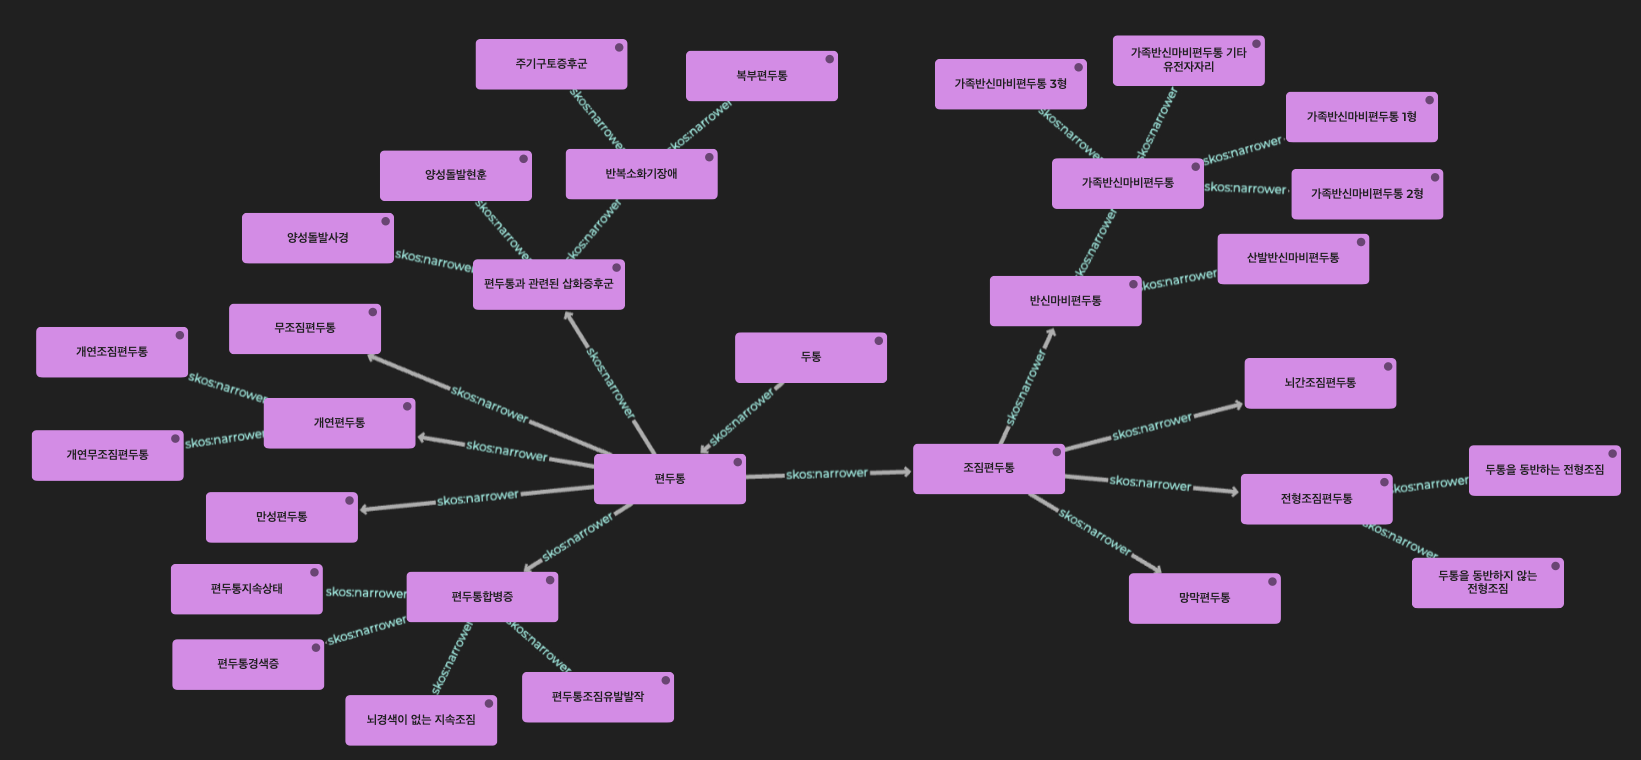 주기구토증후군
복부편두통
가족반신마비편두통 3형
가족반신마비편두통 기타
유전자자리
skos:narrower
skos:narrower
skos:narrower
skos:narrower
가족반신마비편두통 1형
skos:narrower
양성돌발현훈
반복소화기장애
가족반신마비편두통
skos:narrower
가족반신마비편두통 2형
skos:narrower
skos:narrower
skos:narrower
양성돌발사경
skos:narrower
산발반신마비편두통
skos:narrower
편두통과 관련된 삽화증후군
반신마비편두통
무조짐편두통
개연조짐편두통
두통
skos:narrower
skos:narrower
뇌간조짐편두통
skos:narrower
skos:narrower
skos:narrower
개연편두통
skos:narrower
skos:narrower
개연무조짐편두통
skos:narrower
편두통
skos:narrower
조짐편두통
skos:narrower
전형조짐편두통
skos:narrower
두통을 동반하는 전형조짐
skos:narrower
만성편두통
skos:narrower
skos:narrower
skos:narrower
편두통지속상태
skos:narrower
편두통합병증
망막편두통
두통을 동반하지 않는
전형조짐
skos:narrower
편두통경색증
skos:narrower
skos:narrower
뇌경색이 없는 지속조짐
편두통조짐유발발작